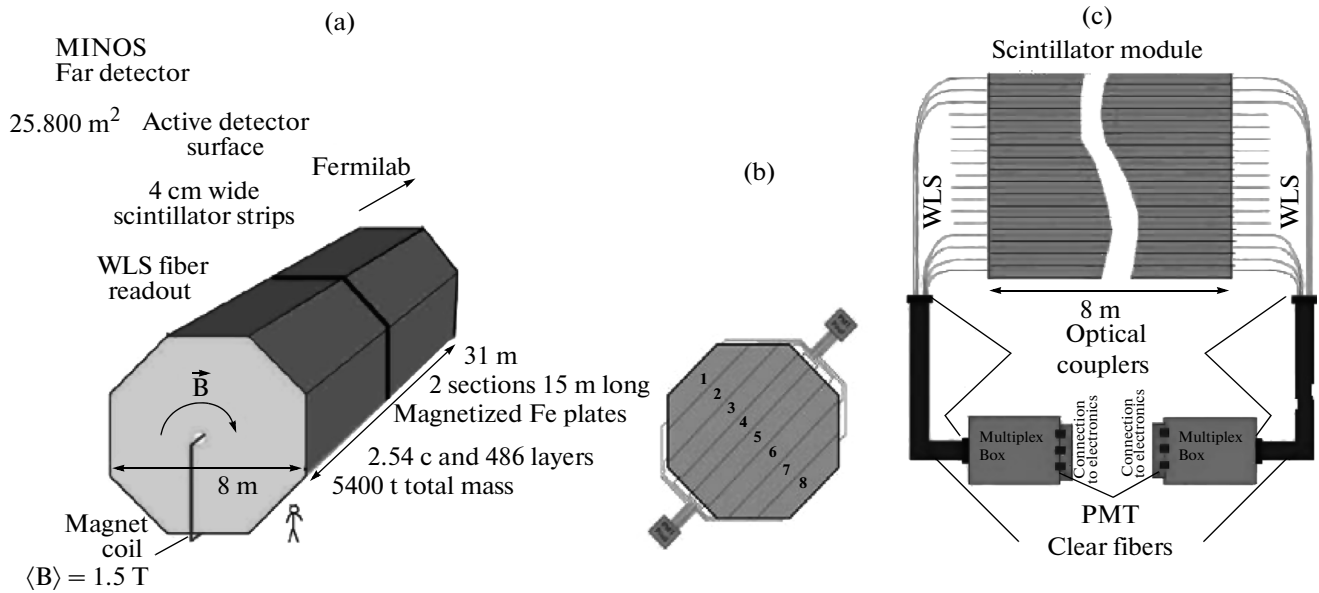 (a)
MINOS
Far detector
25.800 m²
Active detector
surface
4 cm wide
scintillator strips
WLS fiber
readout
Fermilab
B
8 m
31 m
2 sections 15 m long
Magnetized Fe plates
2.54 c and 486 layers
5400 t total mass
Magnet
coil
⟨B⟩ = 1.5 T
(b)
1
2
3
4
5
6
7
8
(c)
Scintillator module
WLS
WLS
8 m
Optical
couplers
Multiplex
Box
Connection
to electronics
Connection
to electronics
Multiplex
Box
PMT
Clear fibers